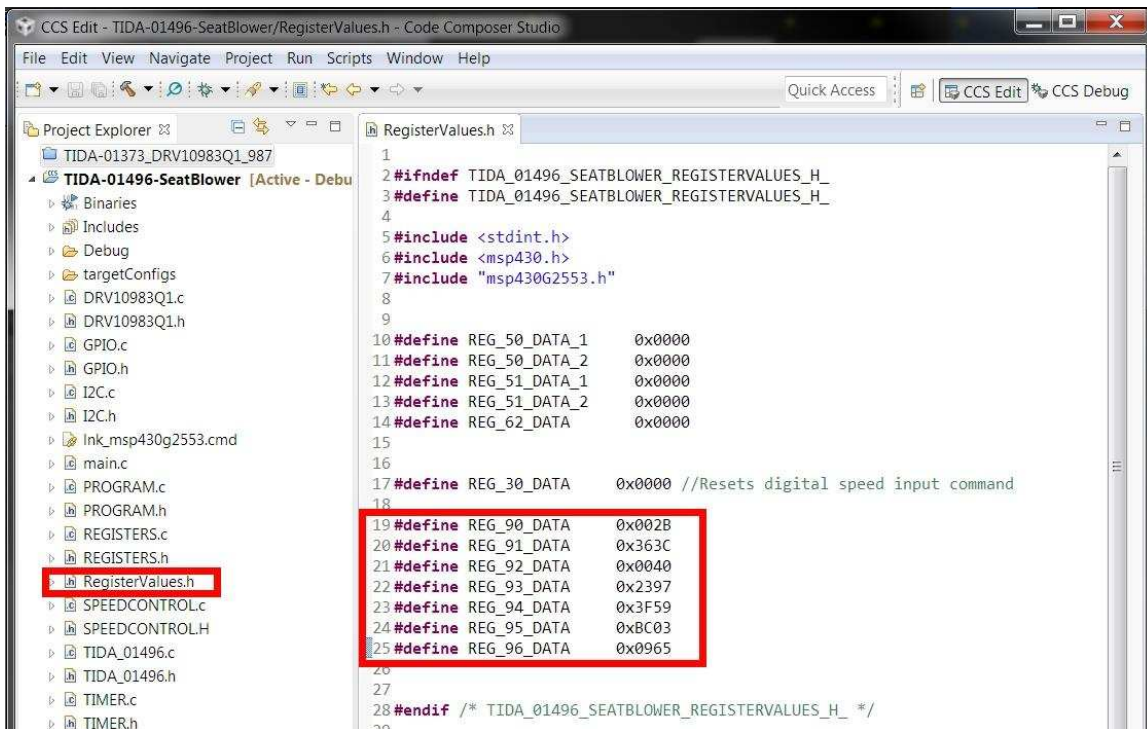 CCS Edit - TIDA-01496-SeatBlower/RegisterValues.h - Code Composer Studio
File Edit View Navigate Project Run Scripts Window Help
Quick Access CCS Edit CCS Debug
Project Explorer
TIDA-01373_DRV10983Q1_987
TIDA-01496-SeatBlower [Active - Debu
Binaries
Includes
Debug
targetConfigs
DRV10983Q1.c
DRV10983Q1.h
GPIO.c
GPIO.h
I2C.c
I2C.h
lnk_msp430g2553.cmd
main.c
PROGRAM.c
PROGRAM.h
REGISTERS.c
REGISTERS.h
RegisterValues.h
SPEEDCONTROL.c
SPEEDCONTROL.H
TIDA_01496.c
TIDA_01496.h
TIMER.c
TIMER.h
RegisterValues.h
1
2 #ifndef TIDA_01496_SEATBLOWER_REGISTERVALUES_H_
3 #define TIDA_01496_SEATBLOWER_REGISTERVALUES_H_
4
5 #include <stdint.h>
6 #include <msp430.h>
7 #include "msp430G2553.h"
8
9
10 #define REG_50_DATA_1 0x0000
11 #define REG_50_DATA_2 0x0000
12 #define REG_51_DATA_1 0x0000
13 #define REG_51_DATA_2 0x0000
14 #define REG_62_DATA 0x0000
15
16
17 #define REG_30_DATA 0x0000 //Resets digital speed input command
18
19 #define REG_90_DATA 0x002B
20 #define REG_91_DATA 0x363C
21 #define REG_92_DATA 0x0040
22 #define REG_93_DATA 0x2397
23 #define REG_94_DATA 0x3F59
24 #define REG_95_DATA 0xBC03
25 #define REG_96_DATA 0x0965
26
27
28 #endif /* TIDA_01496_SEATBLOWER_REGISTERVALUES_H_ */
29